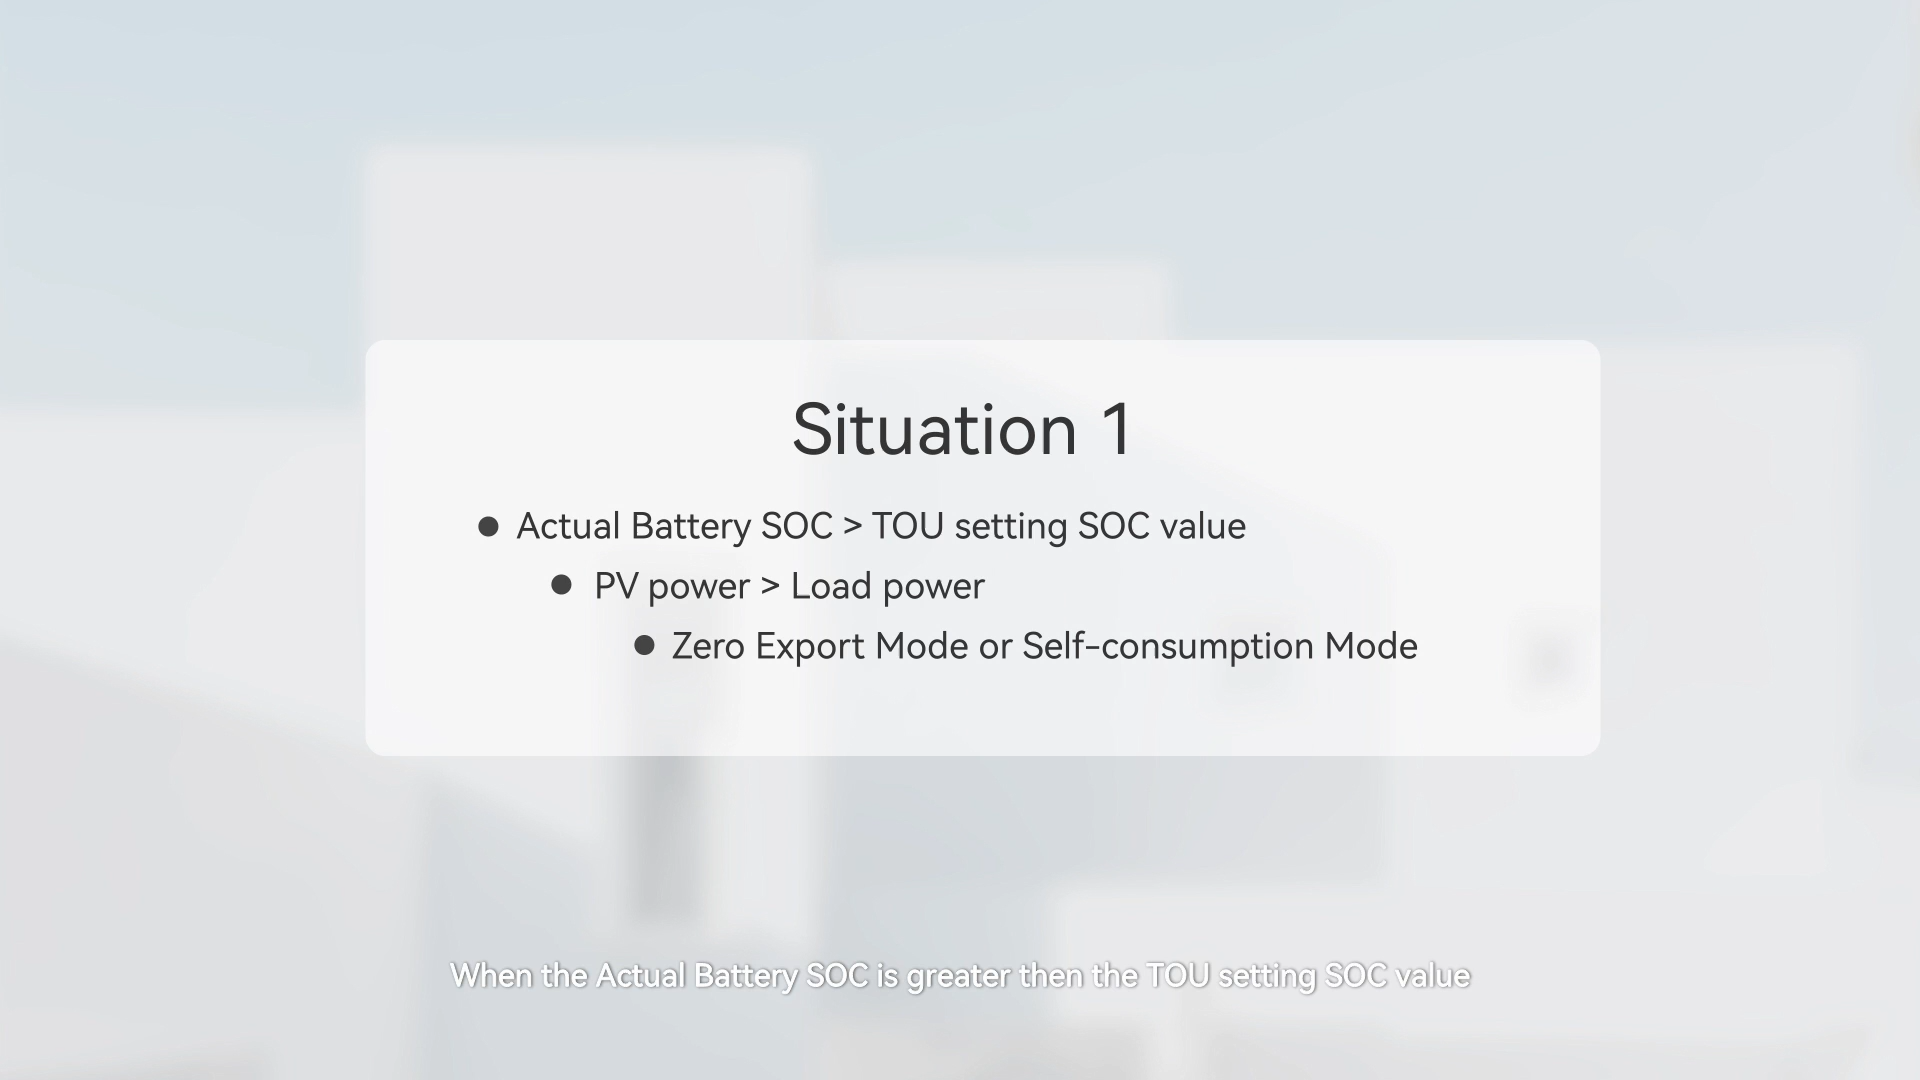 Situation 1
● Actual Battery SOC > TOU setting SOC value
● PV power > Load power
● Zero Export Mode or Self-consumption Mode
When the Actual Battery SOC is greater then the TOU setting SOC value